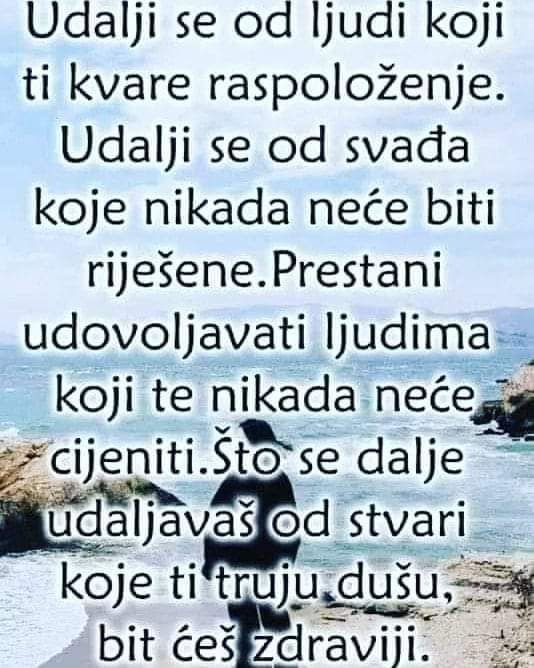 Udalji se od ljudi koji
ti kvare raspoloženje.
Udalji se od svađa
koje nikada neće biti
riješene.Prestani
udovoljavati ljudima
koji te nikada neće
cijeniti.Što se dalje
udaljavaš od stvari
koje ti truju dušu,
bit ćeš zdraviji.